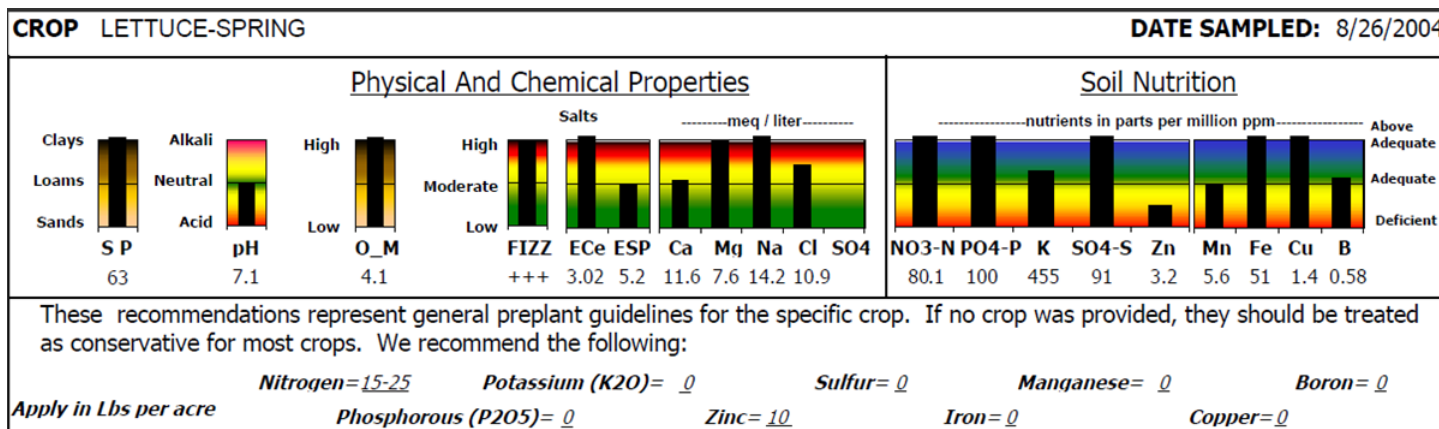 CROP LETTUCE-SPRING DATE SAMPLED: 8/26/2004
Physical And Chemical Properties Soil Nutrition
Salts ---------meq / liter---------- -----------------nutrients in parts per million ppm-----------------
Above
Clays Alkali High High Adequate
Loams Neutral Moderate Adequate
Sands Acid Low Low Deficient
S P pH O_M FIZZ ECe ESP Ca Mg Na Cl SO4 NO3-N PO4-P K SO4-S Zn Mn Fe Cu B
63 7.1 4.1 +++ 3.02 5.2 11.6 7.6 14.2 10.9 80.1 100 455 91 3.2 5.6 51 1.4 0.58
These recommendations represent general preplant guidelines for the specific crop. If no crop was provided, they should be treated
as conservative for most crops. We recommend the following:
Nitrogen=15-25 Potassium (K2O)= 0 Sulfur= 0 Manganese= 0 Boron= 0
Apply in Lbs per acre Phosphorous (P2O5)= 0 Zinc= 10 Iron=0 Copper=0